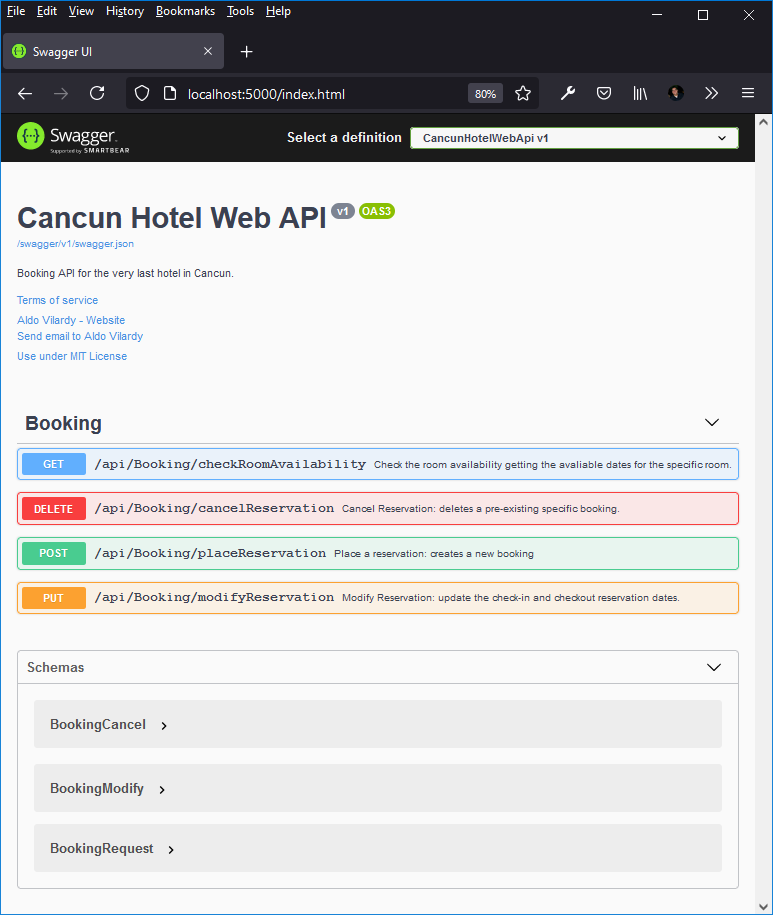 File Edit View History Bookmarks Tools Help
Swagger UI
localhost:5000/index.html 80%
Swagger. Select a definition CancunHotelWebApi v1
Supported by SMARTBEAR
Cancun Hotel Web API v1 OAS3
/swagger/v1/swagger.json
Booking API for the very last hotel in Cancun.
Terms of service
Aldo Vilardy - Website
Send email to Aldo Vilardy
Use under MIT License
Booking
GET /api/Booking/checkRoomAvailability Check the room availability getting the avaliable dates for the specific room.
DELETE /api/Booking/cancelReservation Cancel Reservation: deletes a pre-existing specific booking.
POST /api/Booking/placeReservation Place a reservation: creates a new booking
PUT /api/Booking/modifyReservation Modify Reservation: update the check-in and checkout reservation dates.
Schemas
BookingCancel
BookingModify
BookingRequest